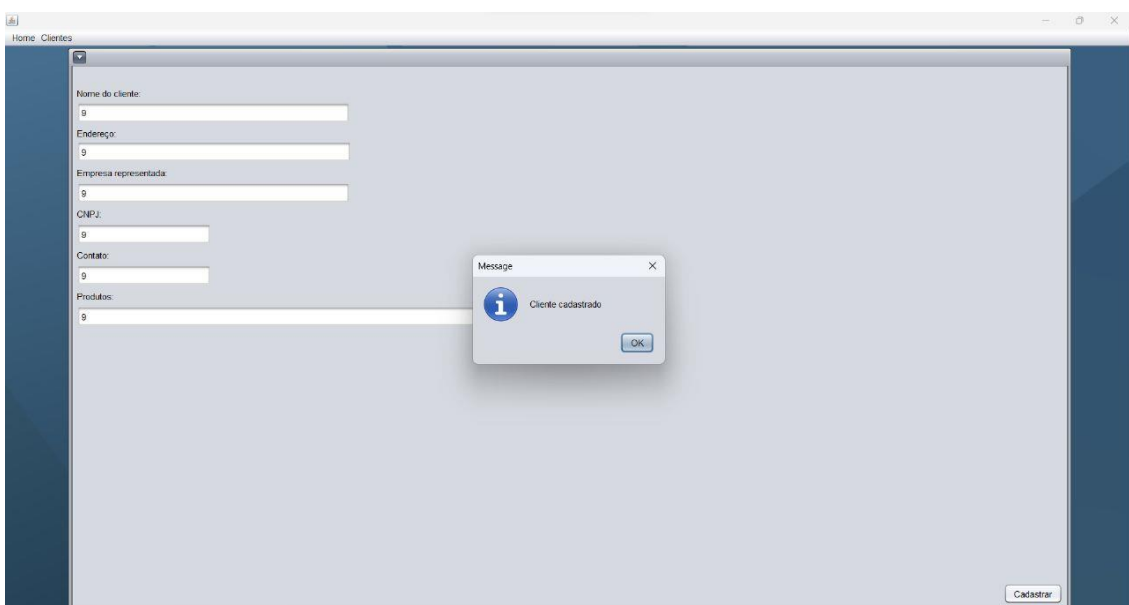 Home Clientes
Nome do cliente:
9
Endereço:
9
Empresa representada:
9
CNPJ:
9
Contato:
9
Produtos:
9
Message
Cliente cadastrado
OK
Cadastrar